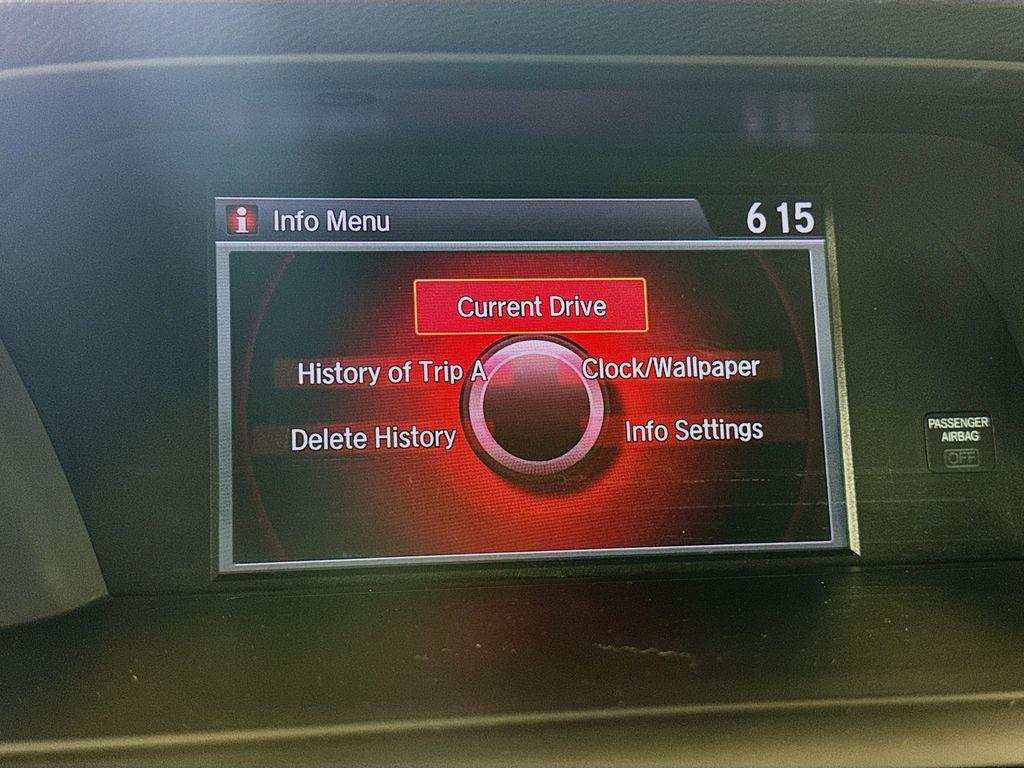 i Info Menu 6 15
Current Drive
History of Trip A Clock/Wallpaper
Delete History Info Settings
PASSENGER
AIRBAG
OFF